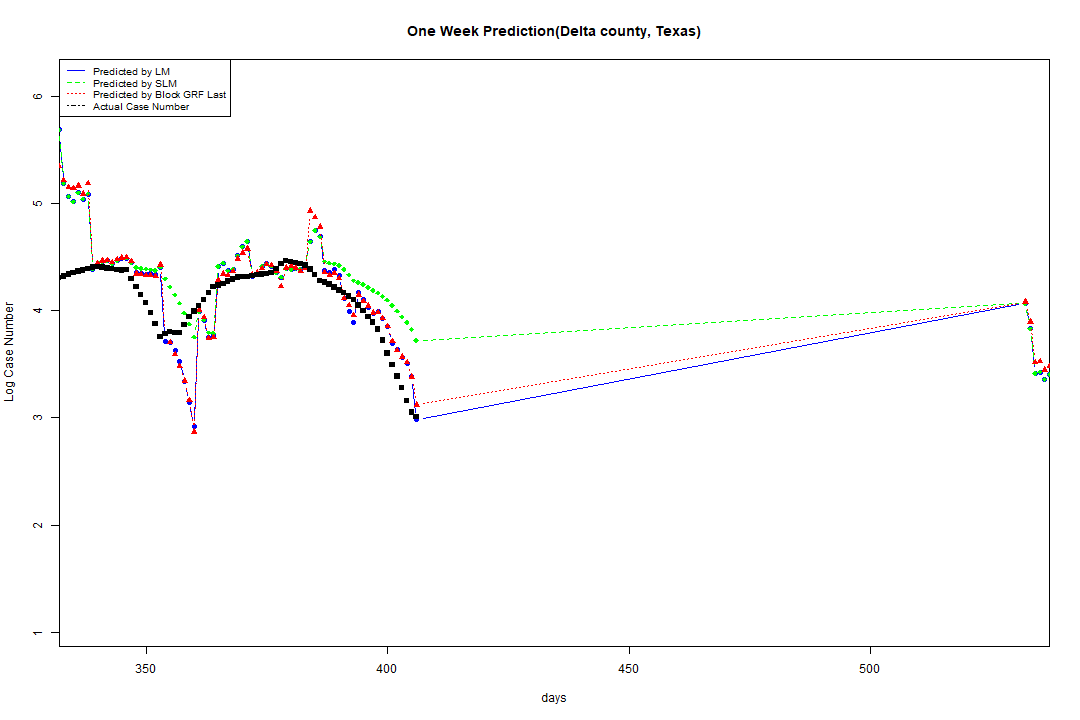 One Week Prediction(Delta county, Texas)
Predicted by LM
Predicted by SLM
Predicted by Block GRF Last
Actual Case Number
6
5
4
3
2
1
Log Case Number
350
400
450
500
days